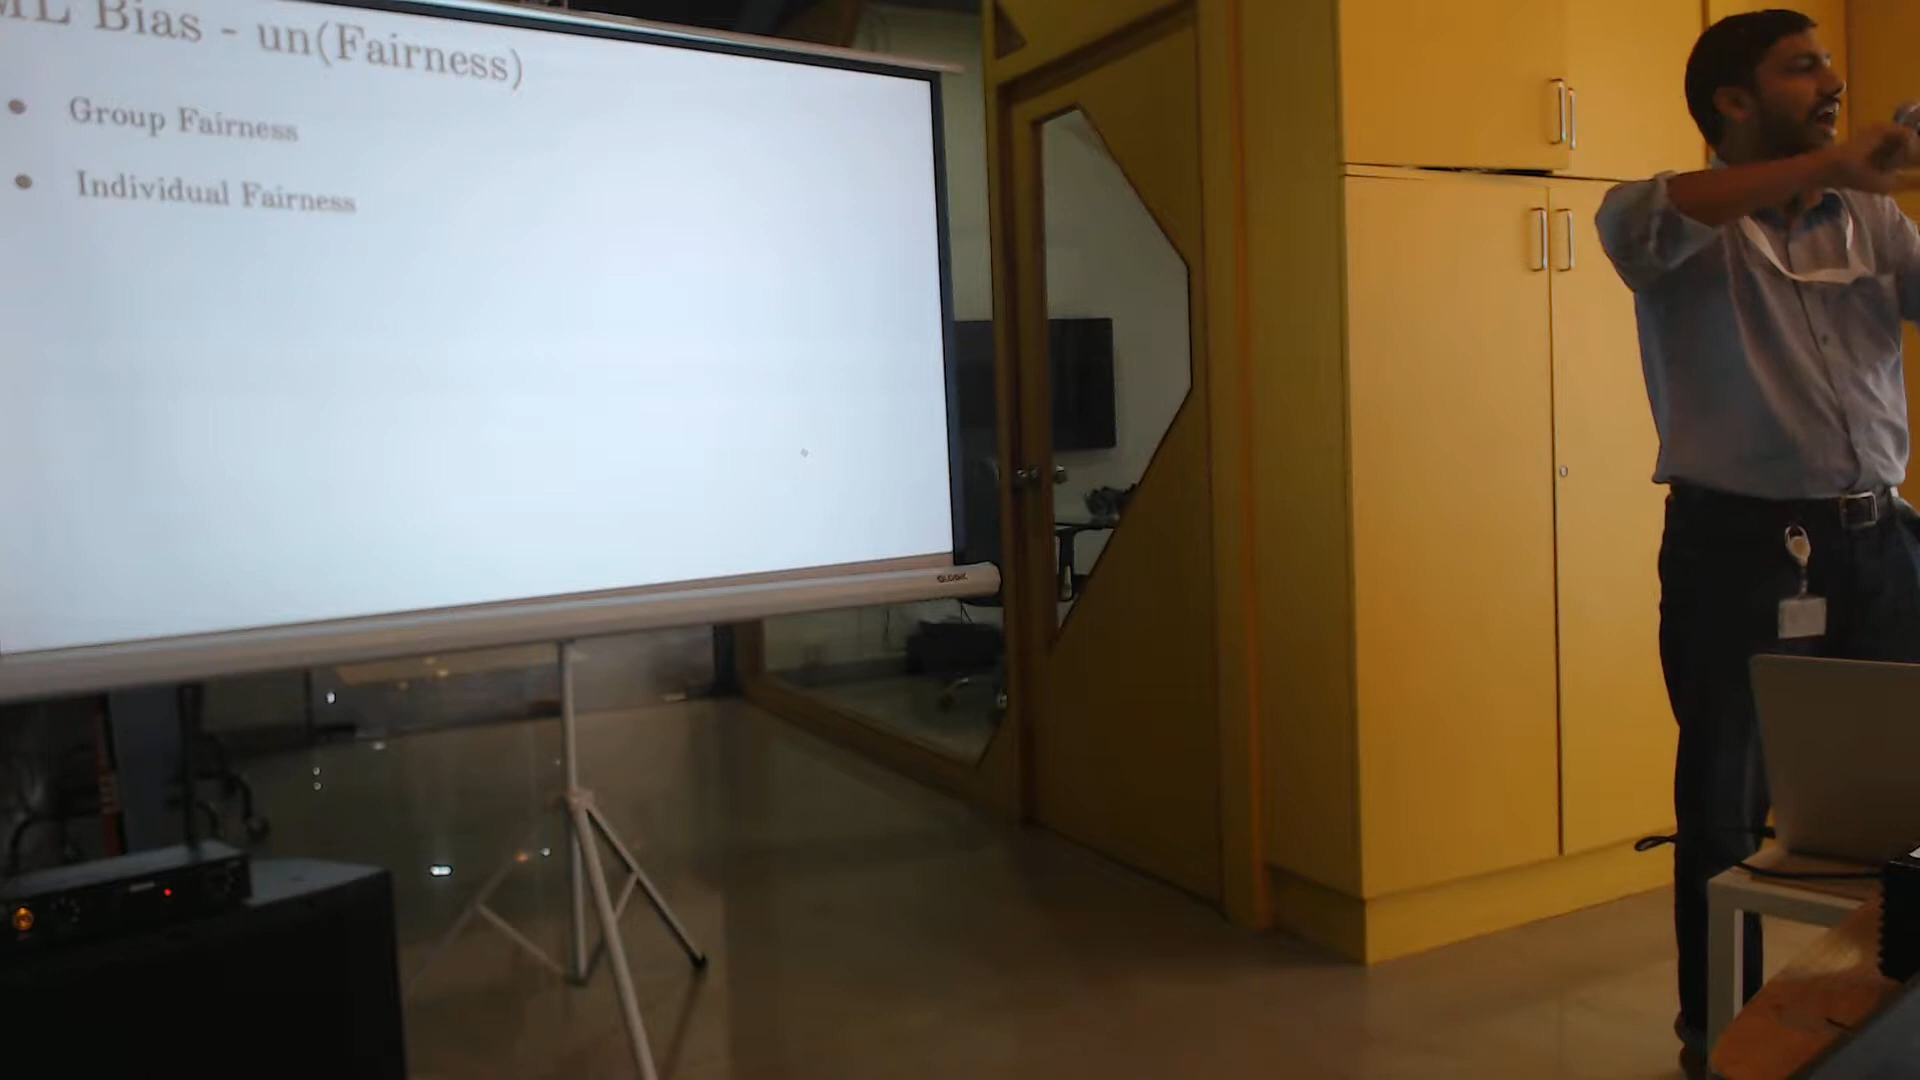 ML Bias - un(Fairness)
• Group Fairness
• Individual Fairness